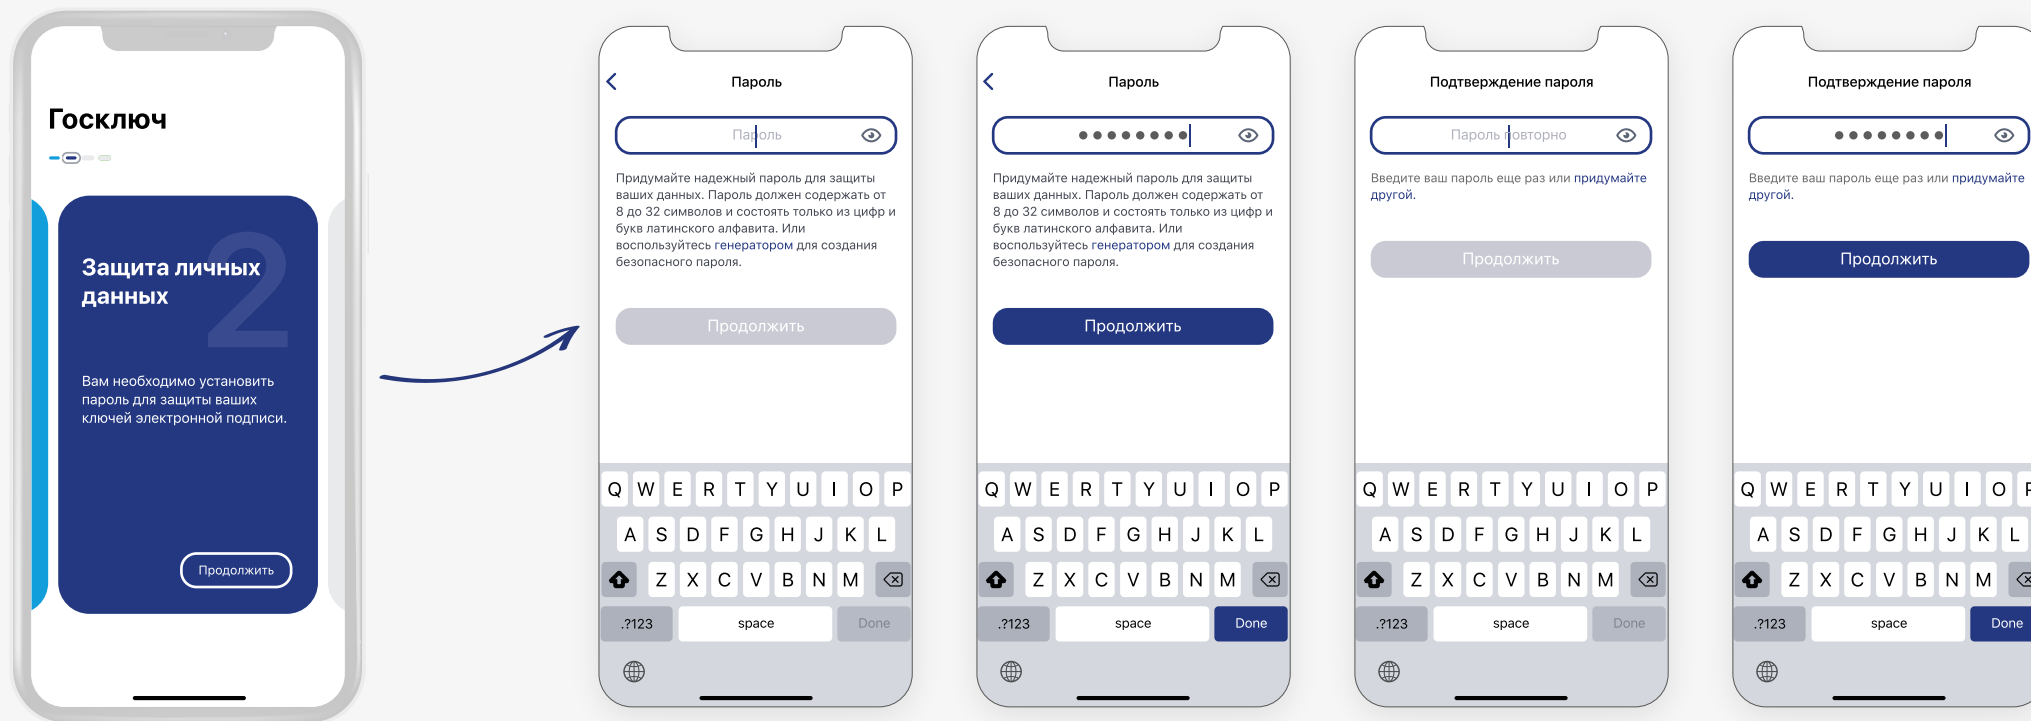 Госключ
2
Защита личных
данных
Вам необходимо установить
пароль для защиты ваших
ключей электронной подписи.
Продолжить
Пароль
Пароль
Придумайте надежный пароль для защиты
ваших данных. Пароль должен содержать от
8 до 32 символов и состоять только из цифр и
букв латинского алфавита. Или
воспользуйтесь генератором для создания
безопасного пароля.
Продолжить
Q W E R T Y U I O P
A S D F G H J K L
Z X C V B N M
.?123 space Done
Пароль
Придумайте надежный пароль для защиты
ваших данных. Пароль должен содержать от
8 до 32 символов и состоять только из цифр и
букв латинского алфавита. Или
воспользуйтесь генератором для создания
безопасного пароля.
Продолжить
Q W E R T Y U I O P
A S D F G H J K L
Z X C V B N M
.?123 space Done
Подтверждение пароля
Пароль повторно
Введите ваш пароль еще раз или придумайте
другой.
Продолжить
Q W E R T Y U I O P
A S D F G H J K L
Z X C V B N M
.?123 space Done
Подтверждение пароля
Введите ваш пароль еще раз или придумайте
другой.
Продолжить
Q W E R T Y U I O P
A S D F G H J K L
Z X C V B N M
.?123 space Done